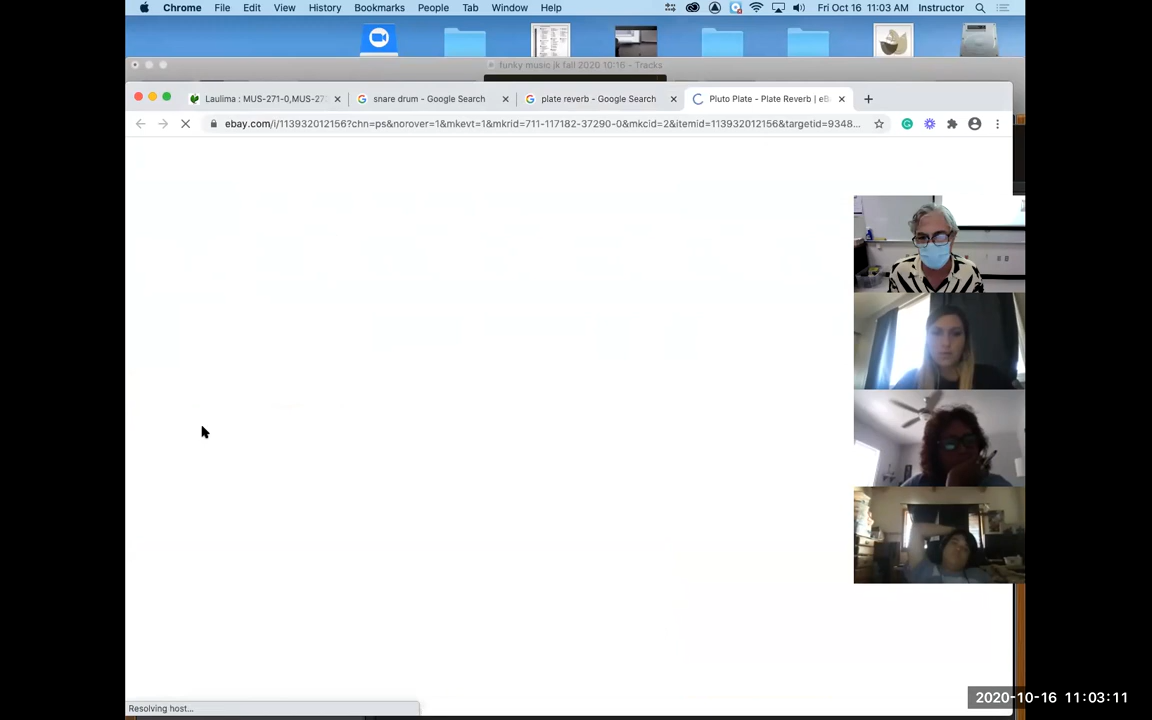 Chrome File Edit View History Bookmarks People Tab Window Help Fri Oct 16 11:03 AM Instructor
funky music jk fall 2020 10:16 - Tracks
Laulima : MUS-271-0,MUS-27 snare drum - Google Search plate reverb - Google Search Pluto Plate - Plate Reverb | eB
ebay.com/i/113932012156?chn=ps&norover=1&mkevt=1&mkrid=711-117182-37290-0&mkcid=2&itemid=113932012156&targetid=9348...
Resolving host...
2020-10-16 11:03:11